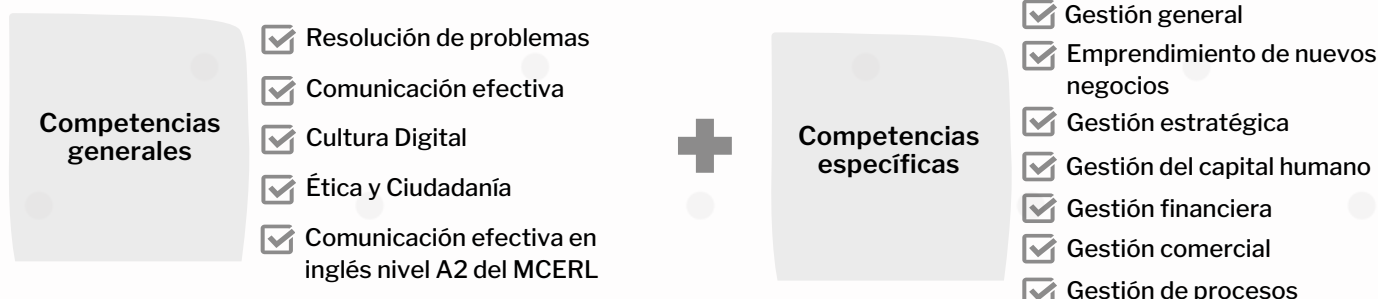 Competencias
generales
Resolución de problemas
Comunicación efectiva
Cultura Digital
Ética y Ciudadanía
Comunicación efectiva en
inglés nivel A2 del MCERL
Competencias
específicas
Gestión general
Emprendimiento de nuevos
negocios
Gestión estratégica
Gestión del capital humano
Gestión financiera
Gestión comercial
Gestión de procesos